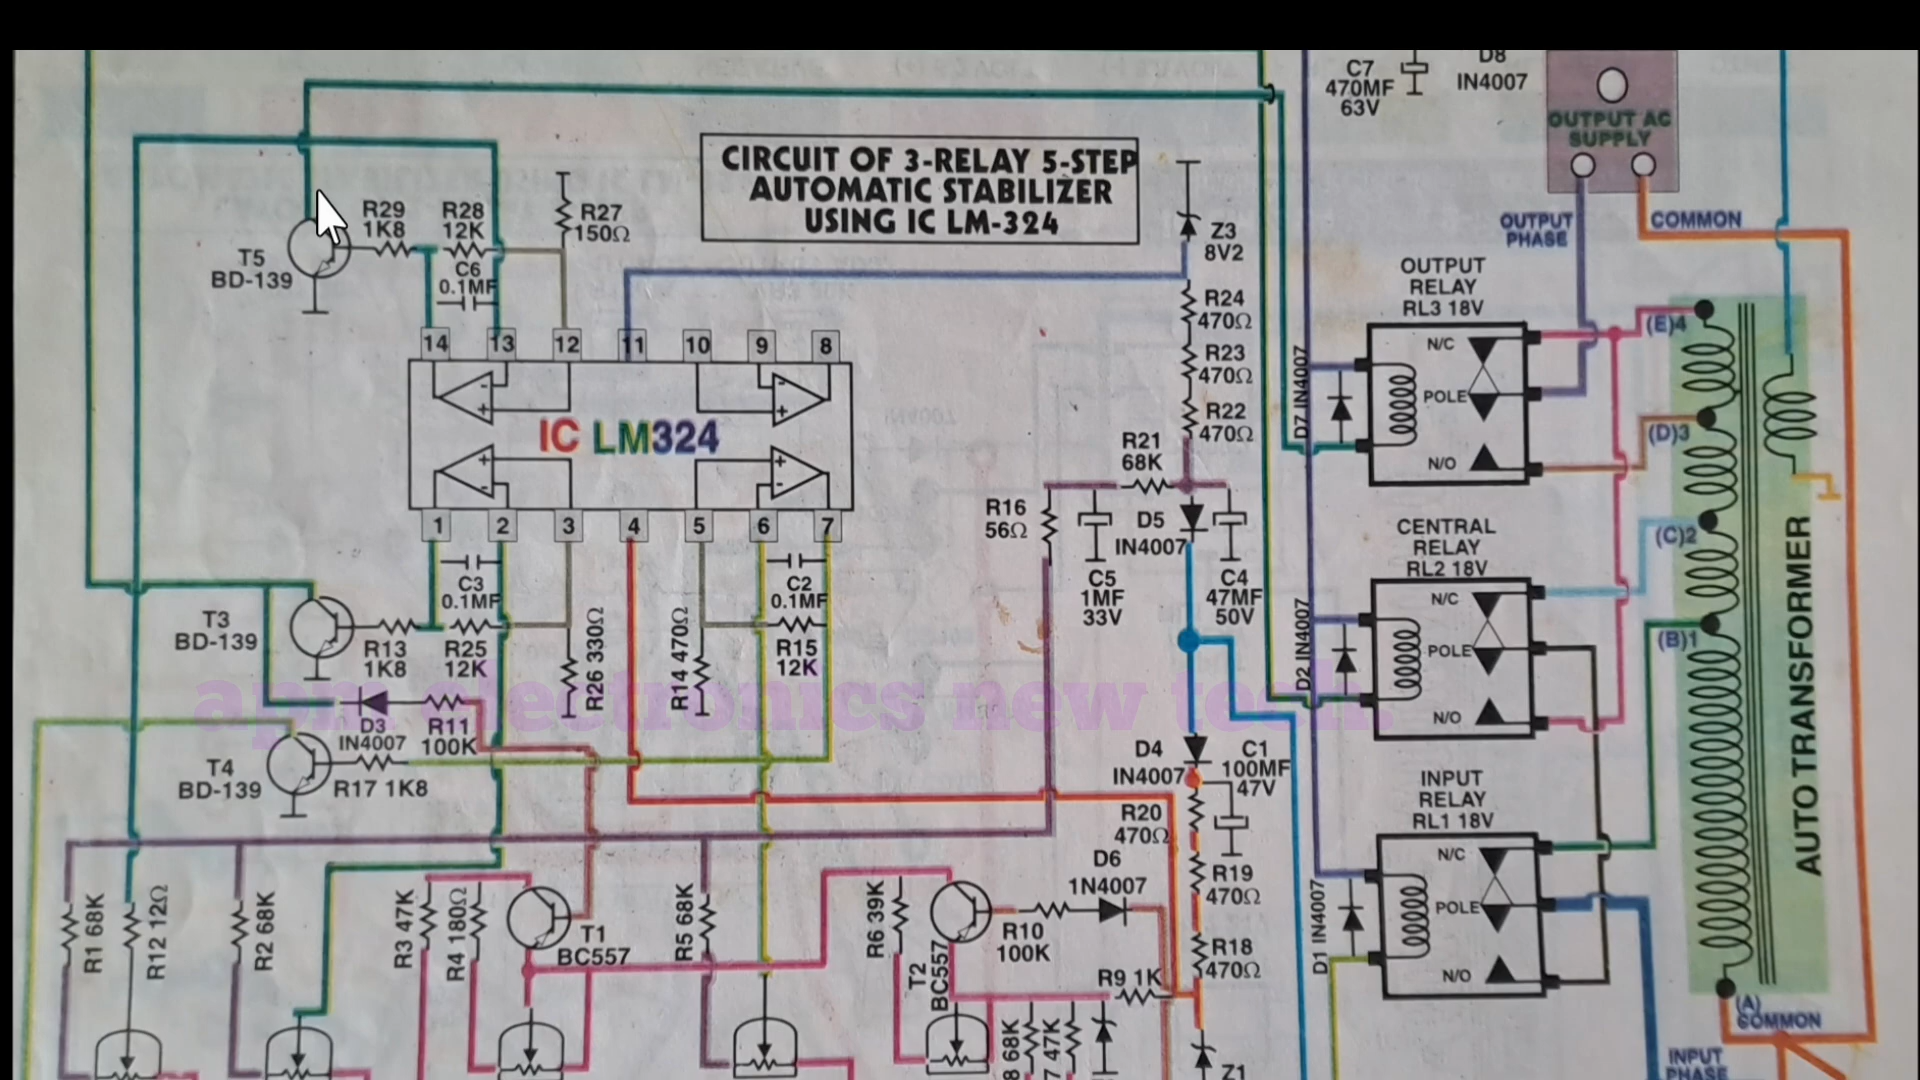 C7
470MF
63V
D8
IN4007
OUTPUT AC
SUPPLY
CIRCUIT OF 3-RELAY 5-STEP
AUTOMATIC STABILIZER
USING IC LM-324
OUTPUT
PHASE
COMMON
R29
1K8
R28
12K
R27
150Ω
T5
BD-139
C6
0.1MF
Z3
8V2
OUTPUT
RELAY
RL3 18V
R24
470Ω
R23
470Ω
R22
470Ω
14 13 12 11 10 9 8
- +
- +
IC LM324
+ -
+ -
1 2 3 4 5 6 7
D7 IN4007
N/C
POLE
N/O
(E)4
(D)3
(C)2
(B)1
(A)
COMMON
AUTO TRANSFORMER
R21
68K
R16
56Ω
D5
IN4007
C5
1MF
33V
C4
47MF
50V
CENTRAL
RELAY
RL2 18V
D2 IN4007
N/C
POLE
N/O
C3
0.1MF
C2
0.1MF
T3
BD-139
R13
1K8
R25
12K
R26 330Ω
R14 470Ω
R15
12K
apm electronics new tech.
D3
IN4007
R11
100K
T4
BD-139
R17 1K8
D4
IN4007
C1
100MF
47V
R20
470Ω
INPUT
RELAY
RL1 18V
D1 IN4007
N/C
POLE
N/O
D6
1N4007
R19
470Ω
R18
470Ω
R1 68K
R12 12Ω
R2 68K
R3 47K
R4 180Ω
T1
BC557
R5 68K
R6 39K
T2
BC557
R10
100K
R9 1K
8 68K
7 47K
Z1
INPUT
PHASE